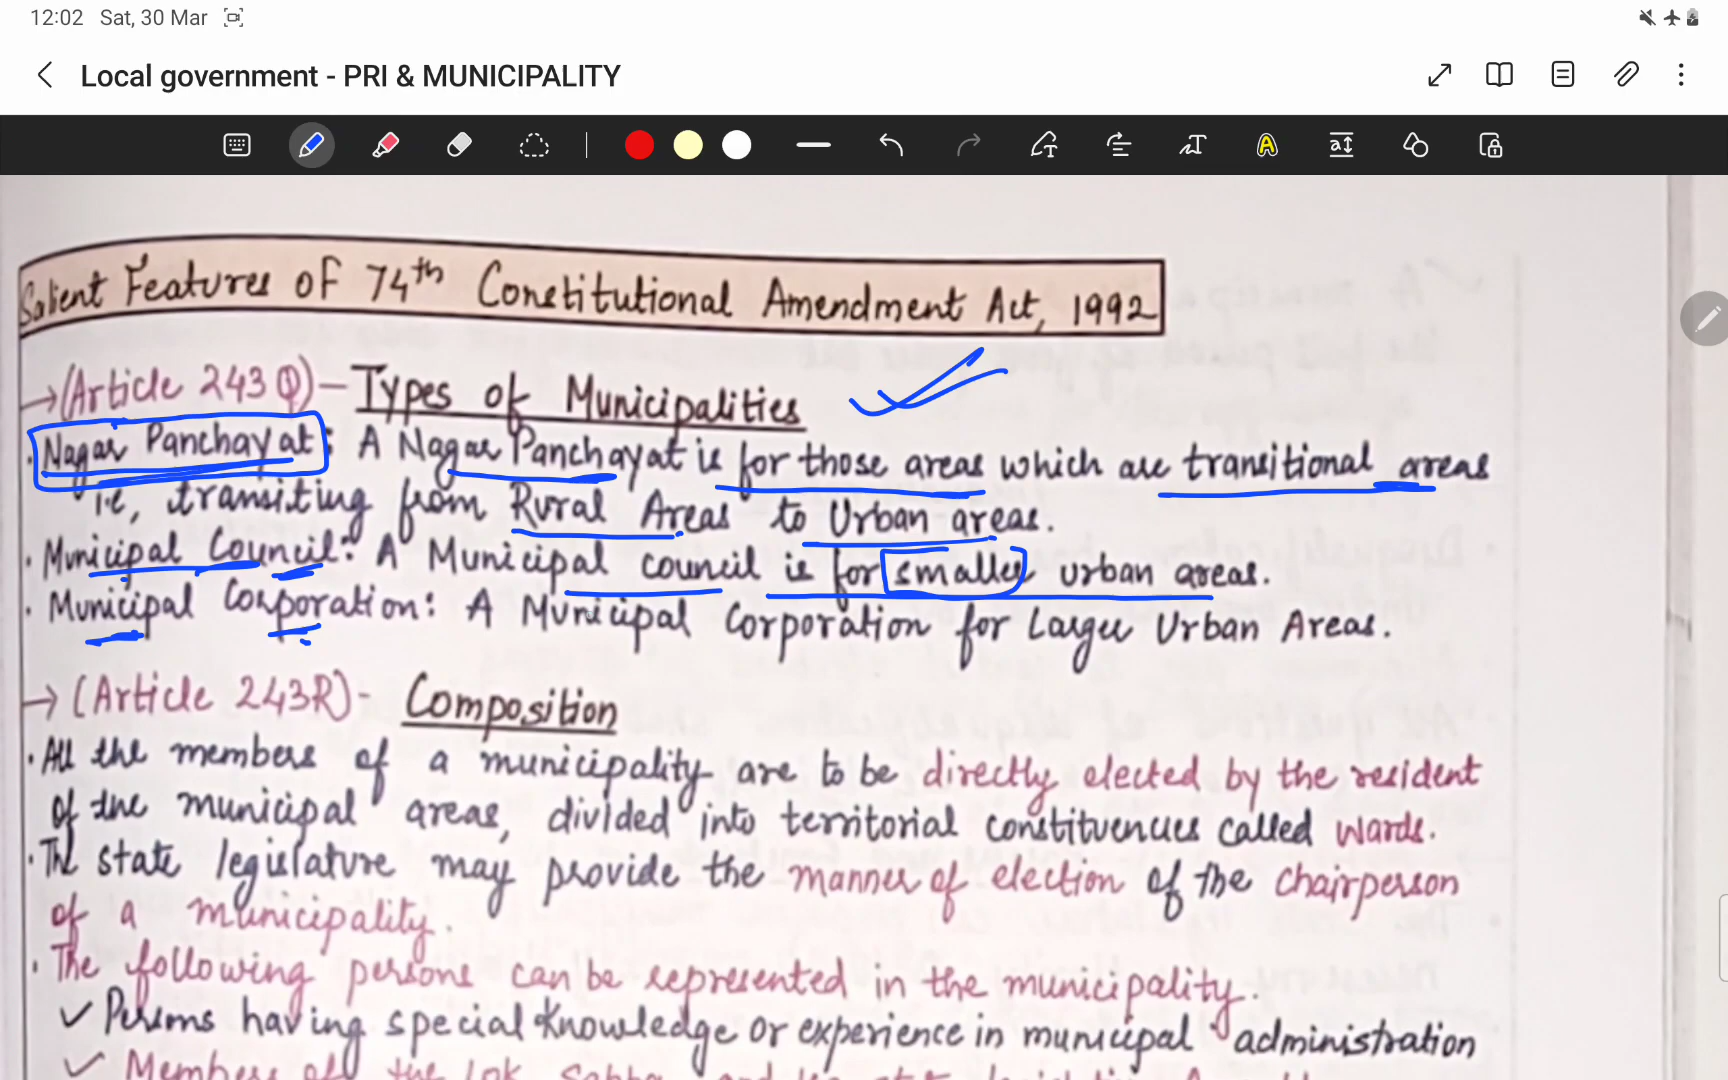 12:02 Sat, 30 Mar
Local government - PRI & MUNICIPALITY
Salient Features of 74th Constitutional Amendment Act, 1992
→(Article 243Q)- Types of Municipalities
· Nagar Panchayat: A Nagar Panchayat is for those areas which are transitional areas
i.e, transiting from Rural Areas to Urban areas.
· Municipal Council: A Municipal council is for smaller urban areas.
· Municipal Corporation: A Municipal Corporation for Larger Urban Areas.
→ (Article 243R)- Composition
· All the members of a municipality are to be directly elected by the resident
of the municipal areas, divided into territorial constituencies called wards.
· The state legislature may provide the manner of election of the chairperson
of a municipality.
· The following persons can be represented in the municipality.
✓ Persons having special knowledge or experience in municipal administration
✓ Members of the Lok Sabha and